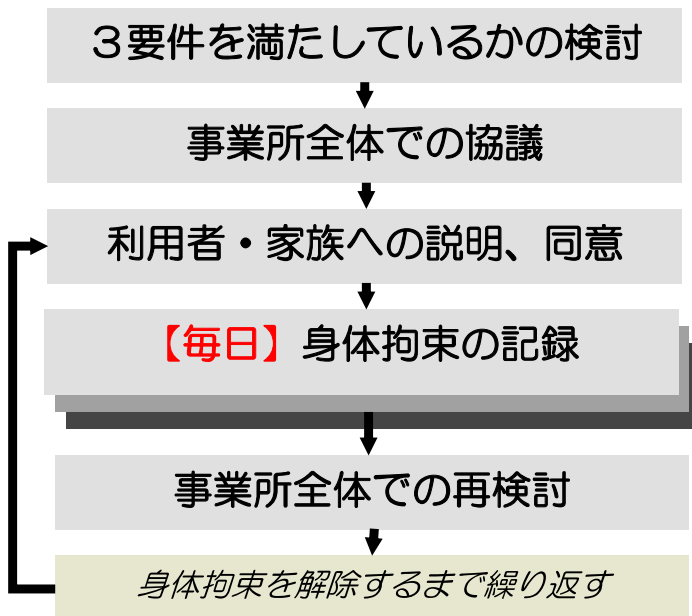 ３要件を満たしているかの検討
事業所全体での協議
利用者・家族への説明、同意
【毎日】身体拘束の記録
事業所全体での再検討
身体拘束を解除するまで繰り返す